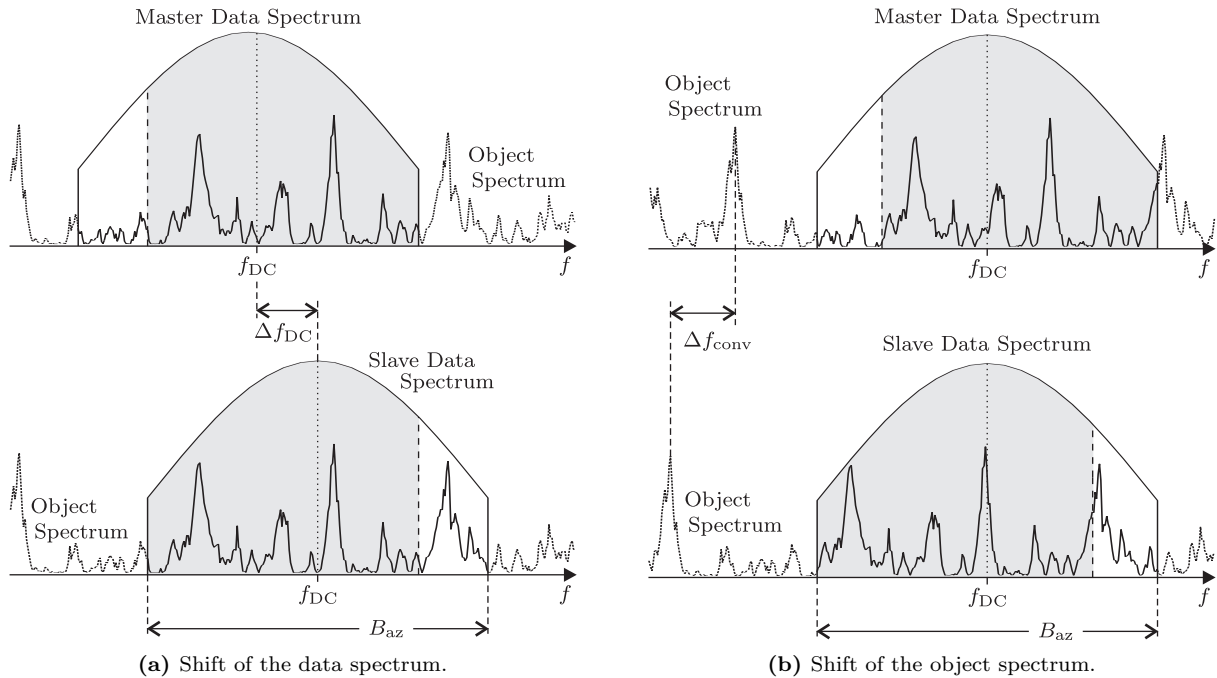 Master Data Spectrum
Object
Spectrum
f_DC
f
Δf_DC
Slave Data
Spectrum
Object
Spectrum
f_DC
f
B_az
(a) Shift of the data spectrum.
Master Data Spectrum
Object
Spectrum
f_DC
f
Δf_conv
Slave Data Spectrum
Object
Spectrum
f_DC
f
B_az
(b) Shift of the object spectrum.